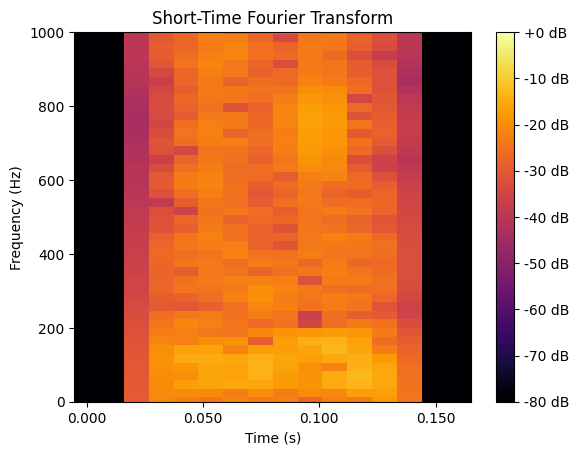 Short-Time Fourier Transform
1000
800
600
400
200
0
Frequency (Hz)
0.000
0.050
0.100
0.150
Time (s)
+0 dB
-10 dB
-20 dB
-30 dB
-40 dB
-50 dB
-60 dB
-70 dB
-80 dB